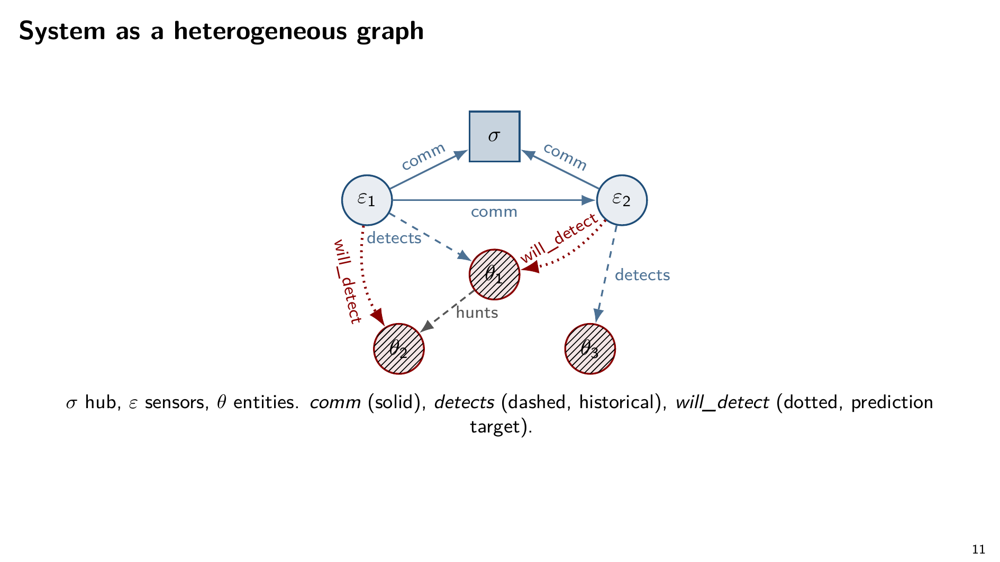 System as a heterogeneous graph
σ
comm
comm
ε1
ε2
comm
detects
will_detect
will_detect
θ1
detects
hunts
θ2
θ3
σ hub, ε sensors, θ entities. comm (solid), detects (dashed, historical), will_detect (dotted, prediction
target).
11